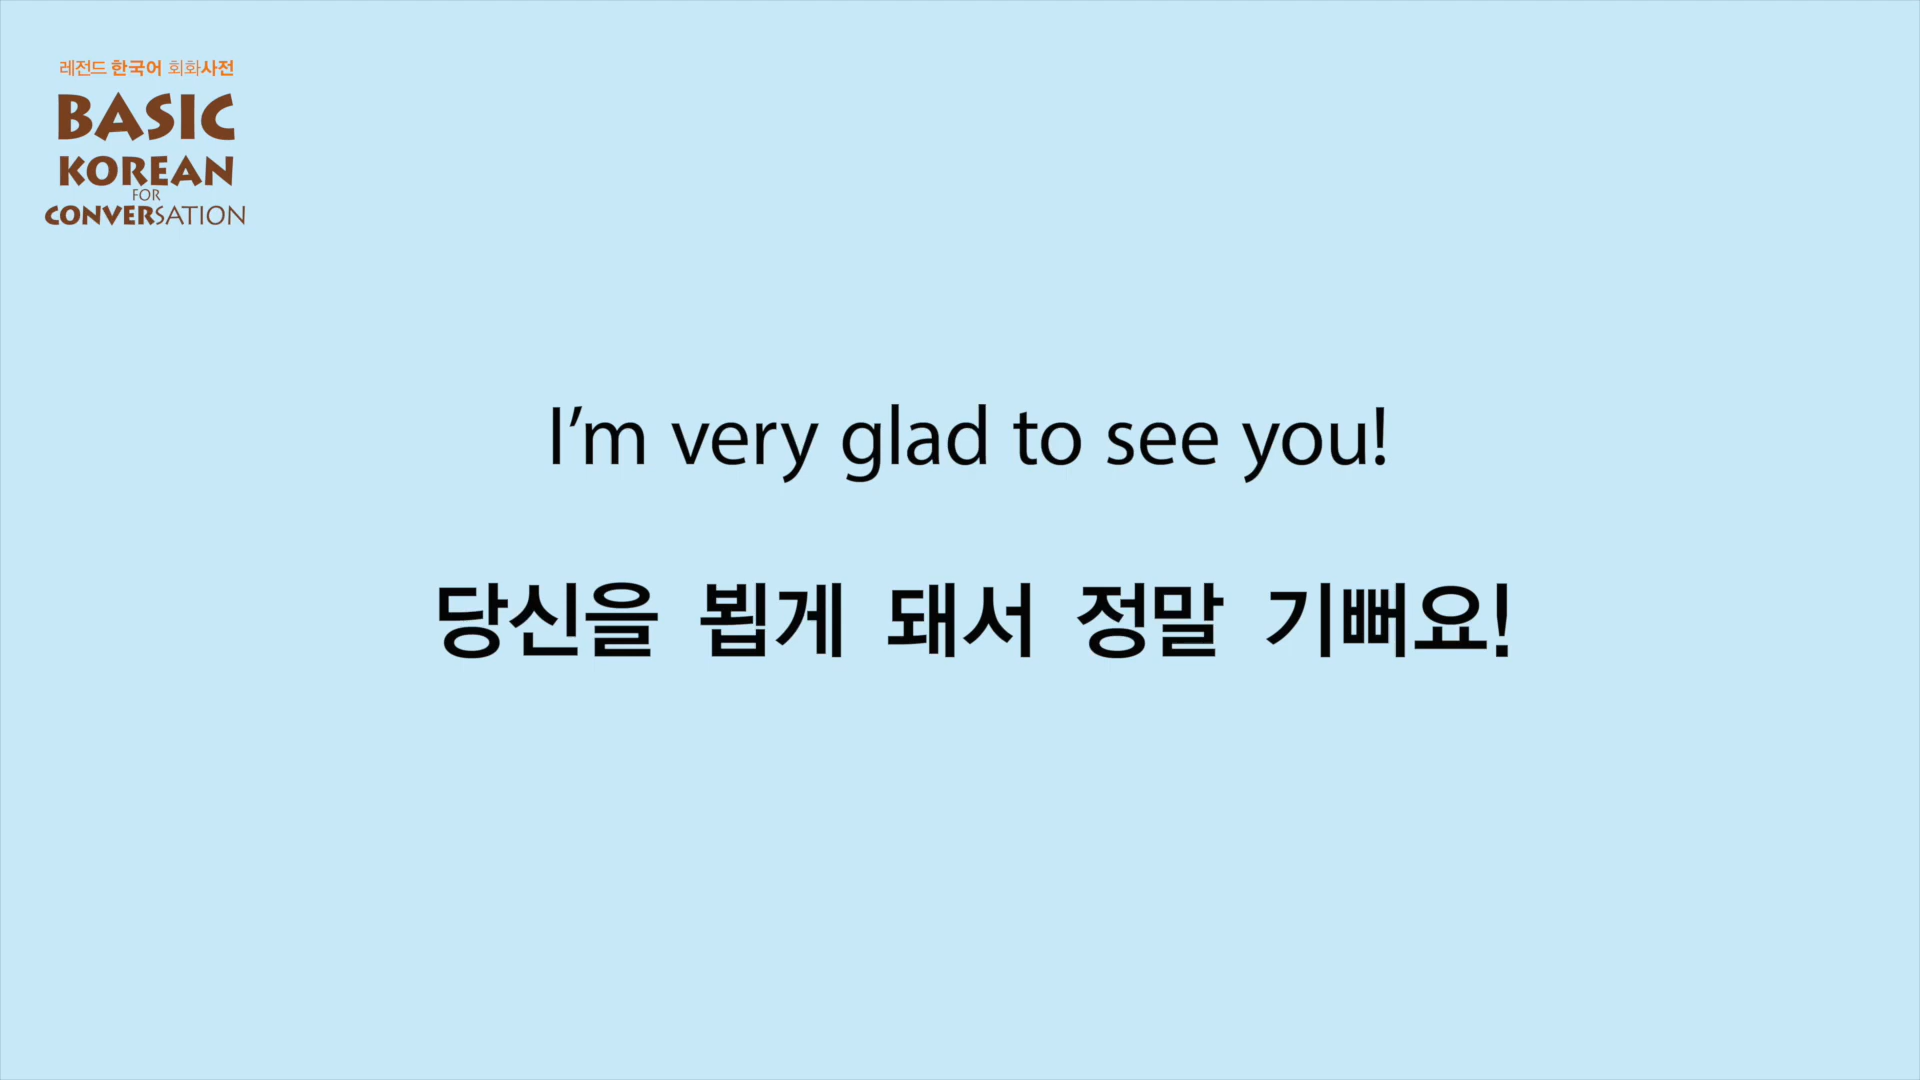 레전드 한국어 회화사전
BASIC
KOREAN
FOR
CONVERSATION
I'm very glad to see you!
당신을 뵙게 돼서 정말 기뻐요!